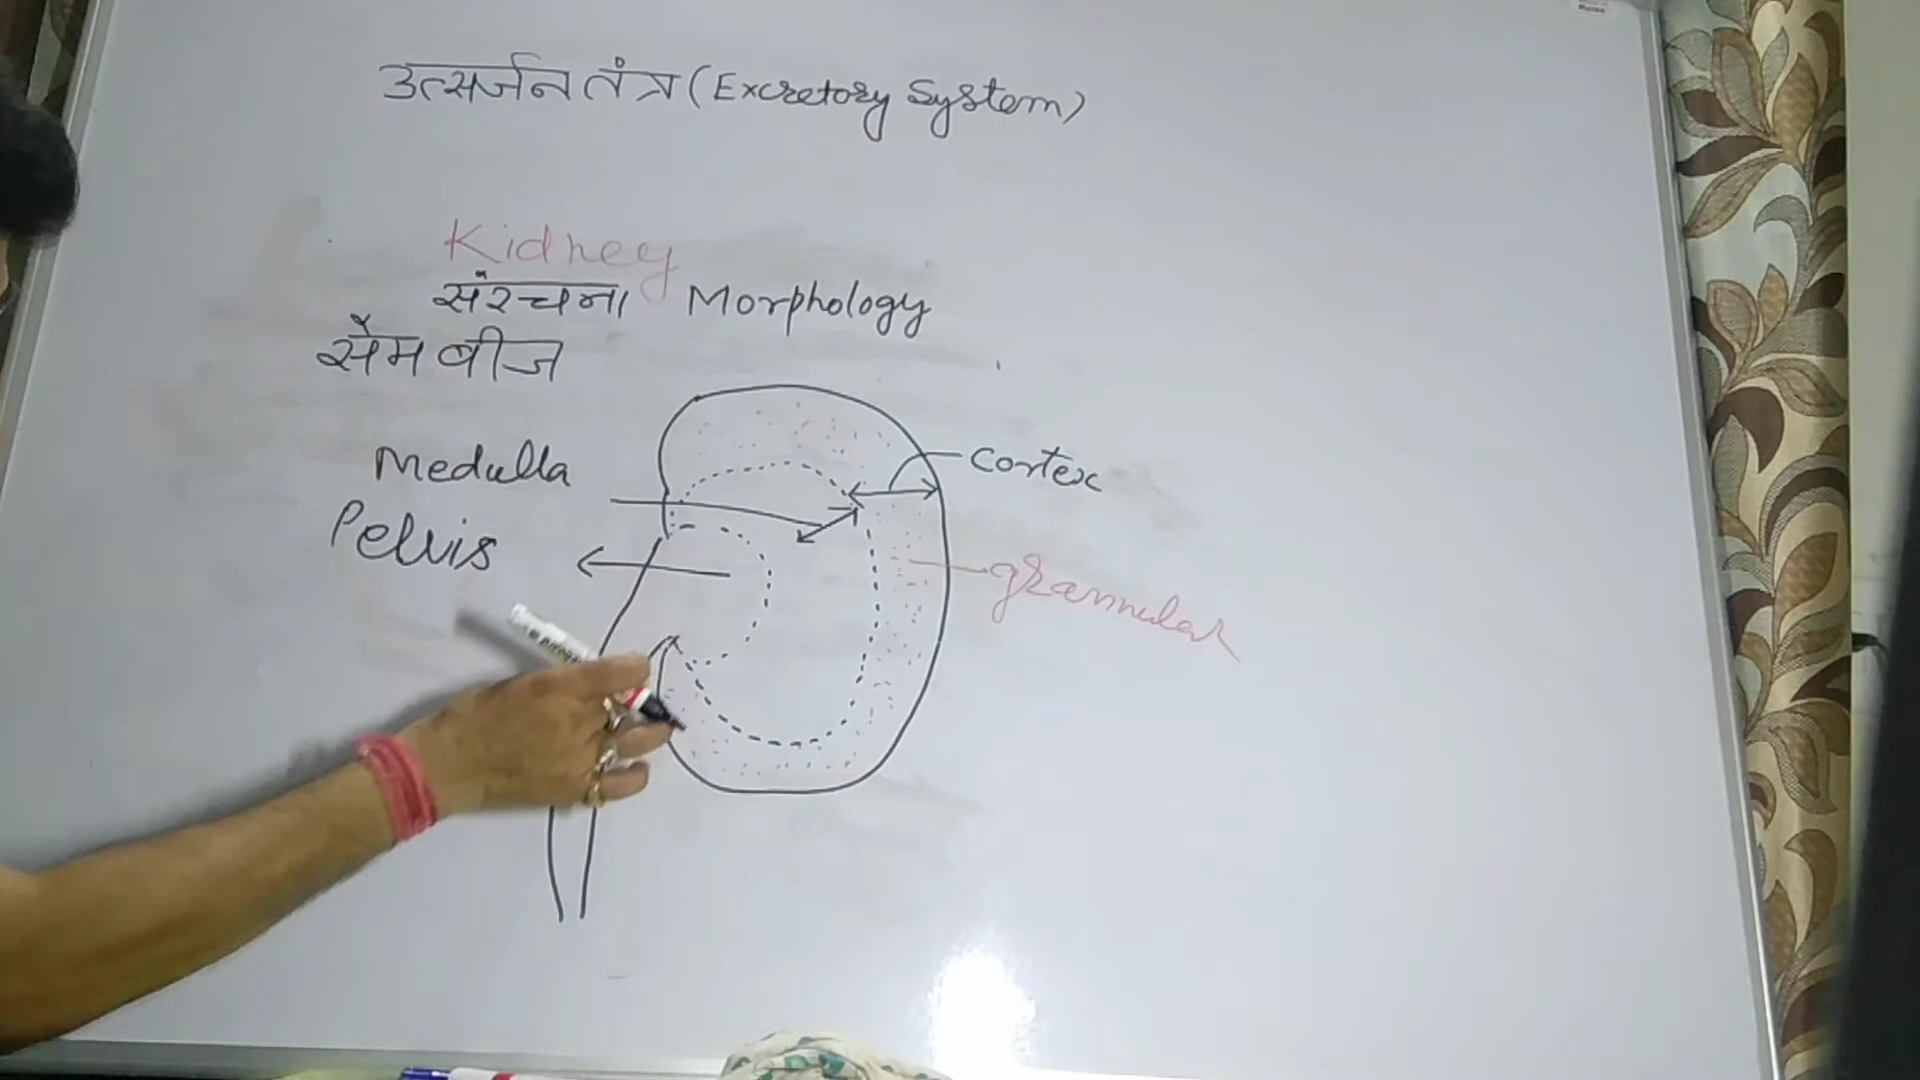 उत्सर्जन तंत्र (Excretory System)
Kidney
संरचना Morphology
सेम बीज
Medulla
Cortex
Pelvis
granular